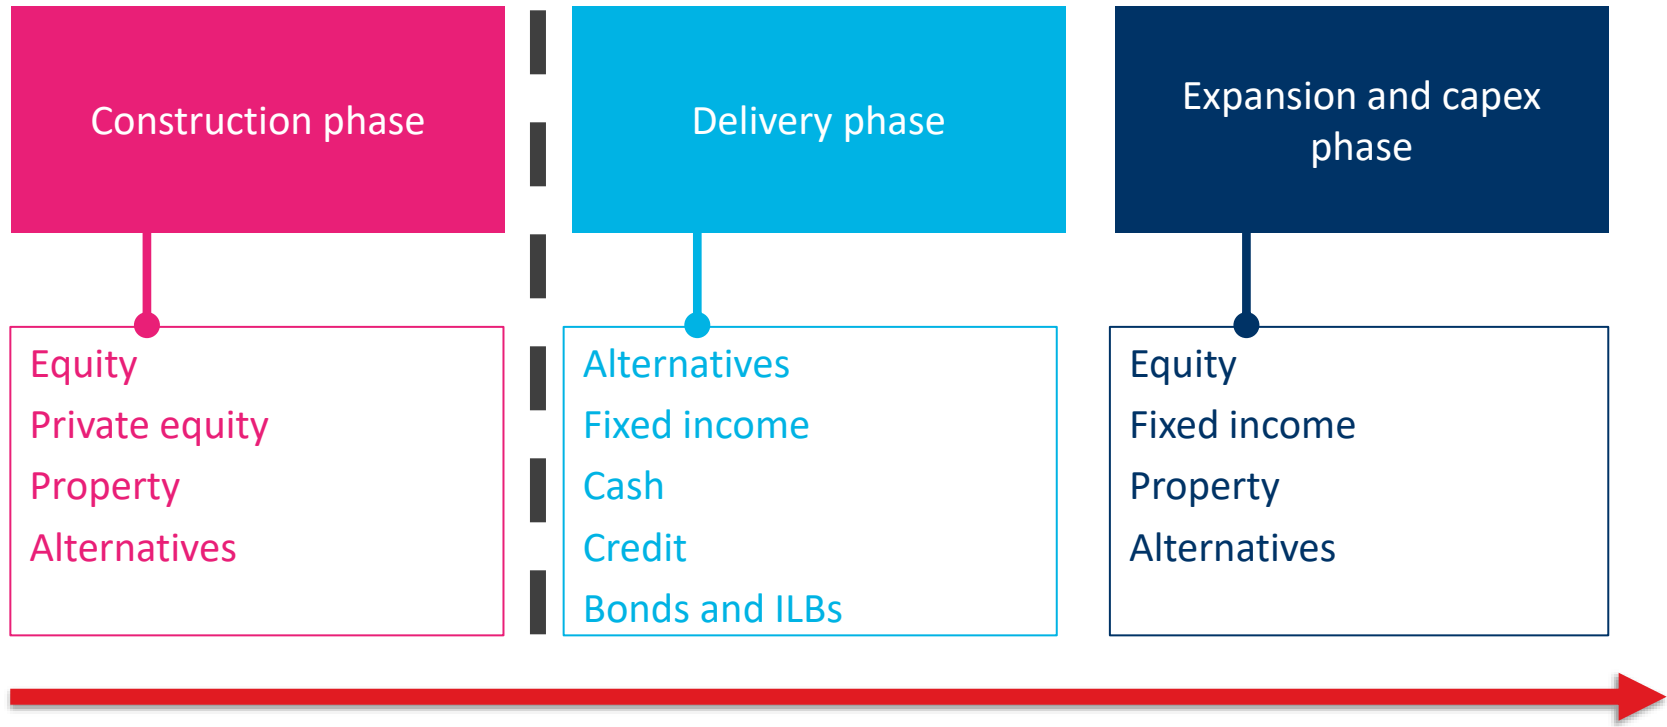 Construction phase
Delivery phase
Expansion and capex
phase
Equity
Private equity
Property
Alternatives
Alternatives
Fixed income
Cash
Credit
Bonds and ILBs
Equity
Fixed income
Property
Alternatives